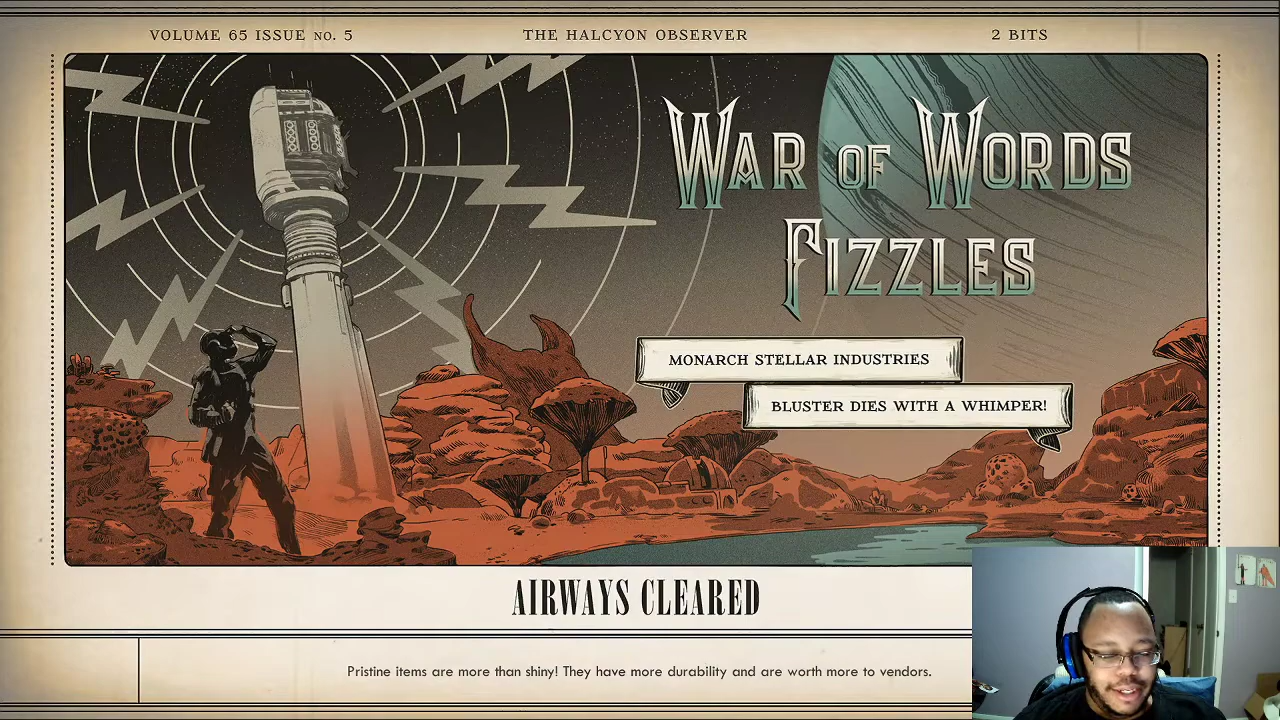 VOLUME 65 ISSUE NO. 5 THE HALCYON OBSERVER 2 BITS
WAR OF WORDS
FIZZLES
MONARCH STELLAR INDUSTRIES
BLUSTER DIES WITH A WHIMPER!
AIRWAYS CLEARED
Pristine items are more than shiny! They have more durability and are worth more to vendors.